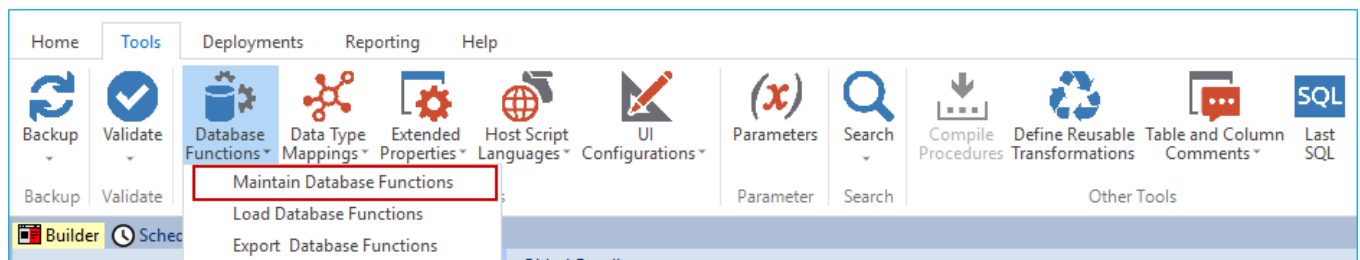 Home Tools Deployments Reporting Help
(x)
SQL
Backup Validate Database Data Type Extended Host Script UI Parameters Search Compile Define Reusable Table and Column Last
Functions Mappings Properties Languages Configurations Procedures Transformations Comments SQL
Maintain Database Functions
Backup Validate Parameter Search Other Tools
Load Database Functions
Builder
Export Database Functions